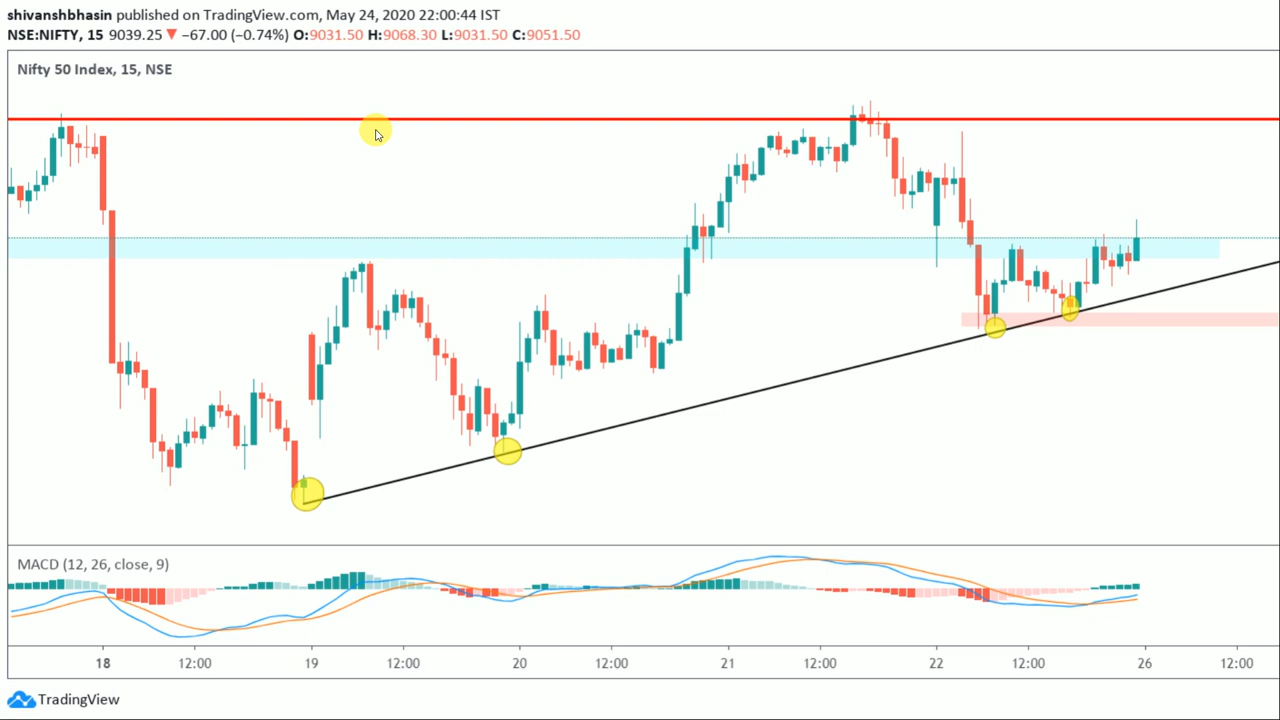 shivanshbhasin published on TradingView.com, May 24, 2020 22:00:44 IST
NSE:NIFTY, 15 9039.25 ▼ −67.00 (−0.74%) O:9031.50 H:9068.30 L:9031.50 C:9051.50
Nifty 50 Index, 15, NSE
MACD (12, 26, close, 9)
18 12:00 19 12:00 20 12:00 21 12:00 22 12:00 26 12:00
TradingView